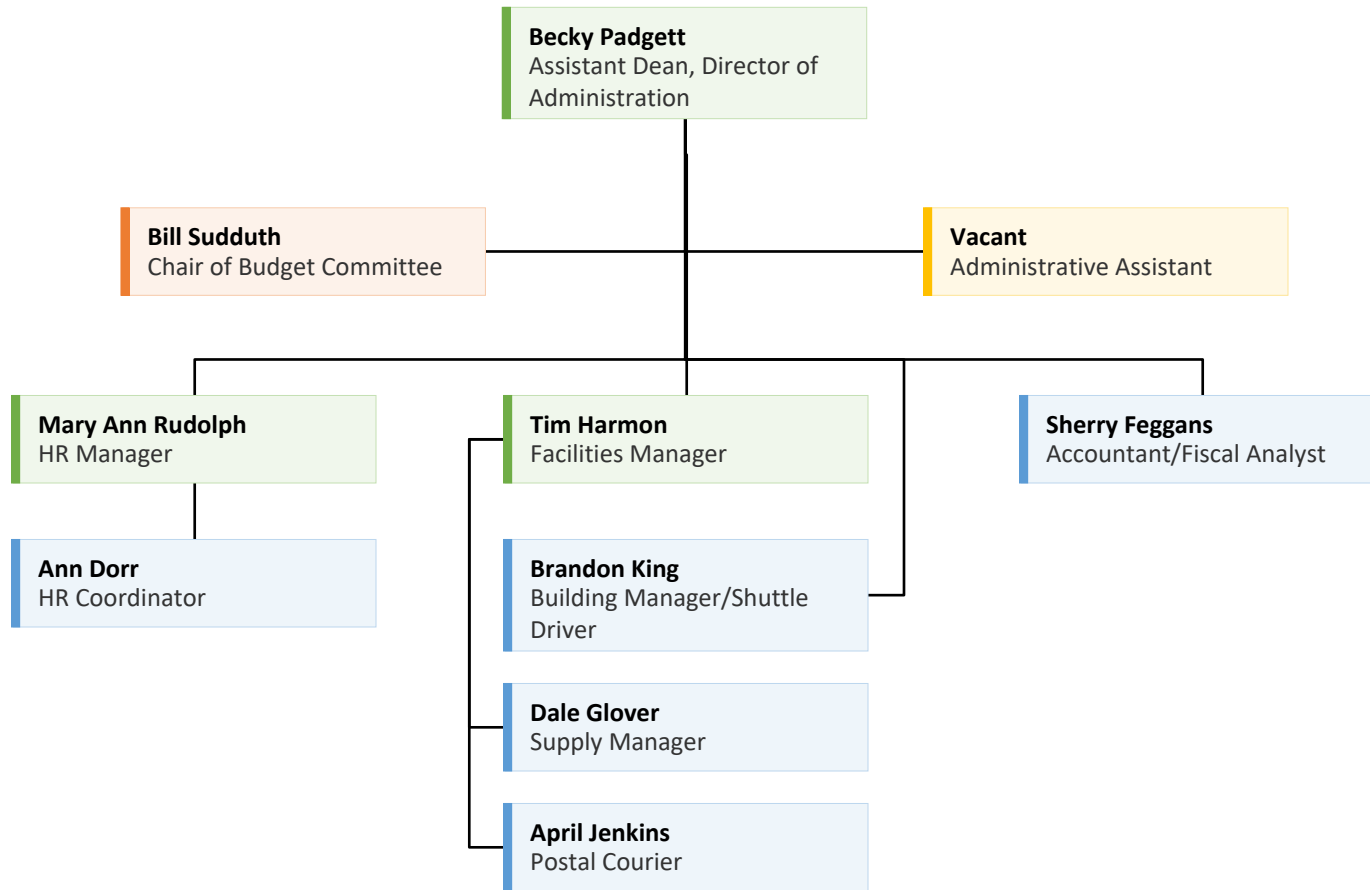 Becky Padgett
Assistant Dean, Director of
Administration
Bill Sudduth
Chair of Budget Committee
Vacant
Administrative Assistant
Mary Ann Rudolph
HR Manager
Tim Harmon
Facilities Manager
Sherry Feggans
Accountant/Fiscal Analyst
Ann Dorr
HR Coordinator
Brandon King
Building Manager/Shuttle
Driver
Dale Glover
Supply Manager
April Jenkins
Postal Courier